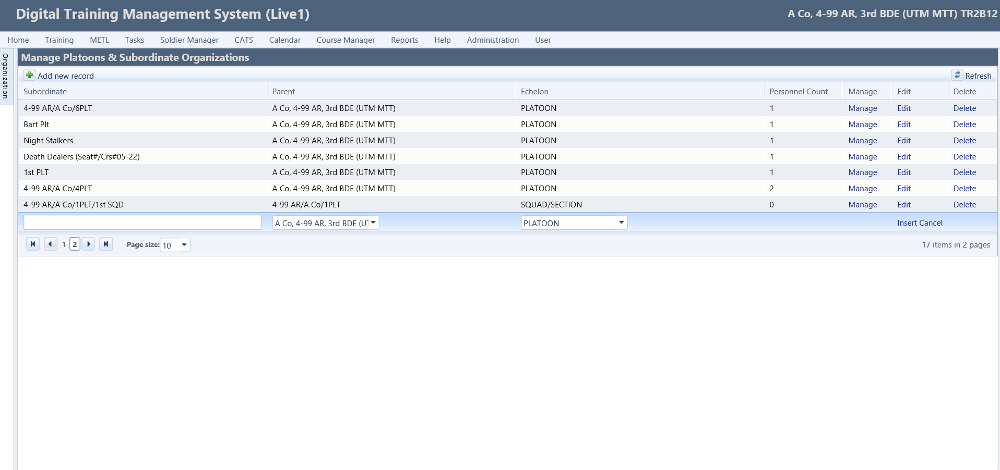 Digital Training Management System (Live1)
A Co, 4-99 AR, 3rd BDE (UTM MTT) TR2B12
Home Training METL Tasks Soldier Manager CATS Calendar Course Manager Reports Help Administration User
Organization
Manage Platoons & Subordinate Organizations
Add new record Refresh
Subordinate Parent Echelon Personnel Count Manage Edit Delete
4-99 AR/A Co/6PLT A Co, 4-99 AR, 3rd BDE (UTM MTT) PLATOON 1 Manage Edit Delete
Bart Plt A Co, 4-99 AR, 3rd BDE (UTM MTT) PLATOON 1 Manage Edit Delete
Night Stalkers A Co, 4-99 AR, 3rd BDE (UTM MTT) PLATOON 1 Manage Edit Delete
Death Dealers (Seat#/Crs#05-22) A Co, 4-99 AR, 3rd BDE (UTM MTT) PLATOON 1 Manage Edit Delete
1st PLT A Co, 4-99 AR, 3rd BDE (UTM MTT) PLATOON 1 Manage Edit Delete
4-99 AR/A Co/4PLT A Co, 4-99 AR, 3rd BDE (UTM MTT) PLATOON 2 Manage Edit Delete
4-99 AR/A Co/1PLT/1st SQD 4-99 AR/A Co/1PLT SQUAD/SECTION 0 Manage Edit Delete
A Co, 4-99 AR, 3rd BDE (UT PLATOON Insert Cancel
1 2 Page size: 10 17 items in 2 pages